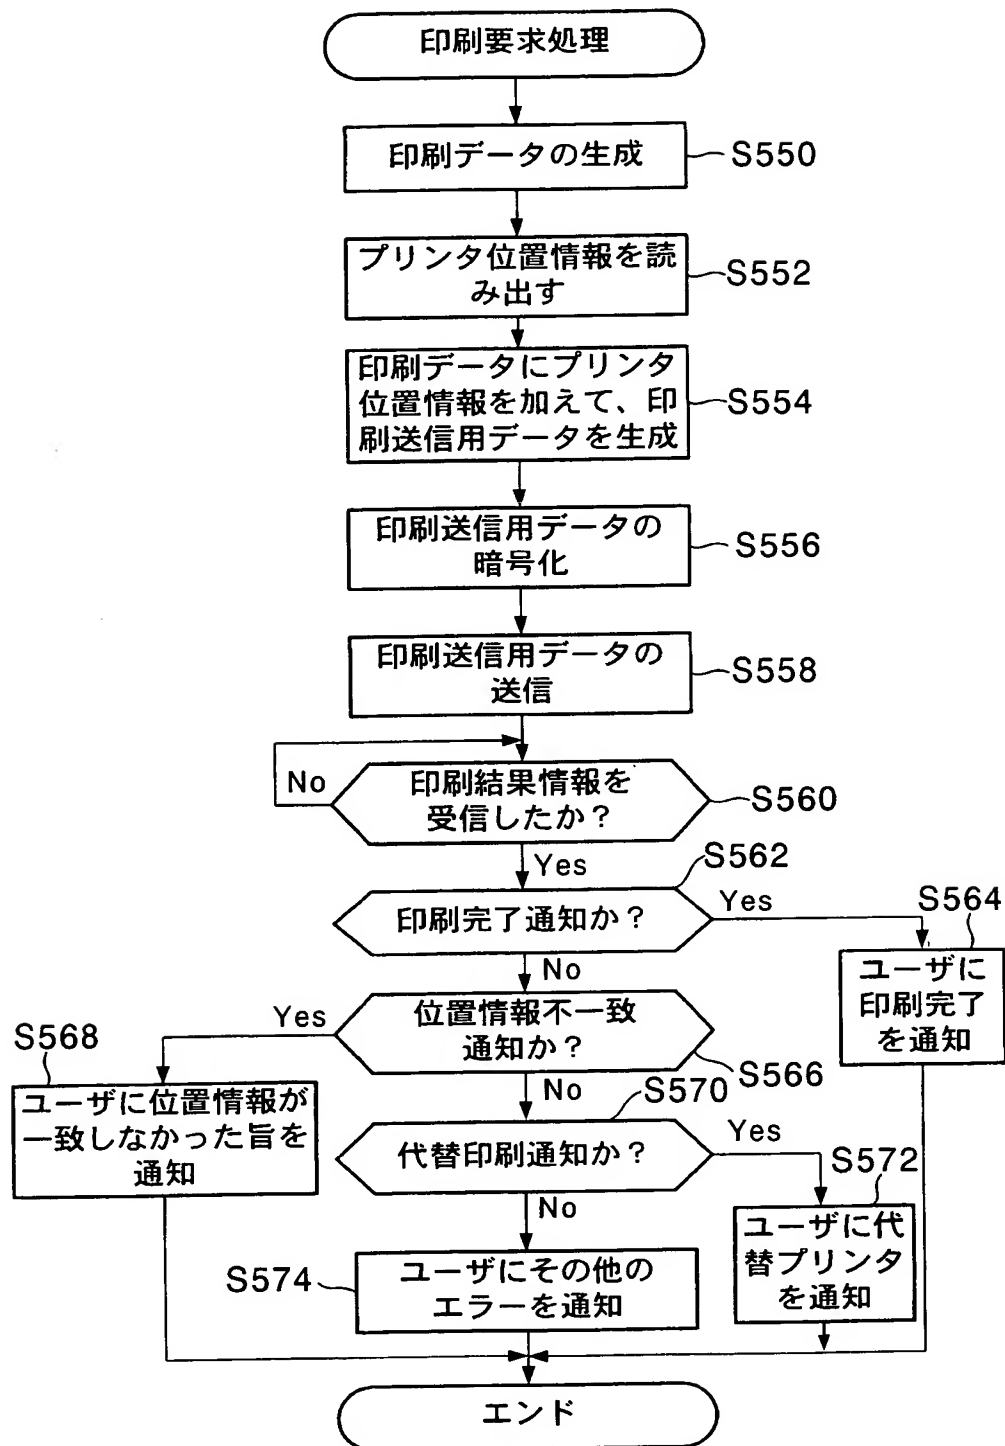 印刷要求処理
印刷データの生成
S550
プリンタ位置情報を読
み出す
S552
印刷データにプリンタ
位置情報を加えて、印
刷送信用データを生成
S554
印刷送信用データの
暗号化
S556
印刷送信用データの
送信
S558
No
印刷結果情報を
受信したか？
S560
Yes
S562
印刷完了通知か？
Yes
S564
ユーザに
印刷完了
を通知
No
位置情報不一致
通知か？
Yes
S566
S568
ユーザに位置情報が
一致しなかった旨を
通知
No
S570
代替印刷通知か？
Yes
S572
ユーザに代
替プリンタ
を通知
No
S574
ユーザにその他の
エラーを通知
エンド